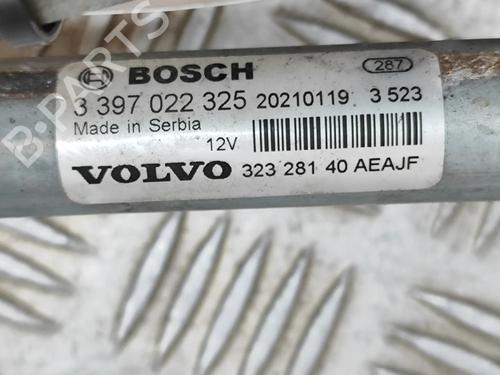 BOSCH 287
3 397 022 325 20210119 3 523
Made in Serbia
12V
VOLVO 323 281 40 AEAJF
B-PARTS